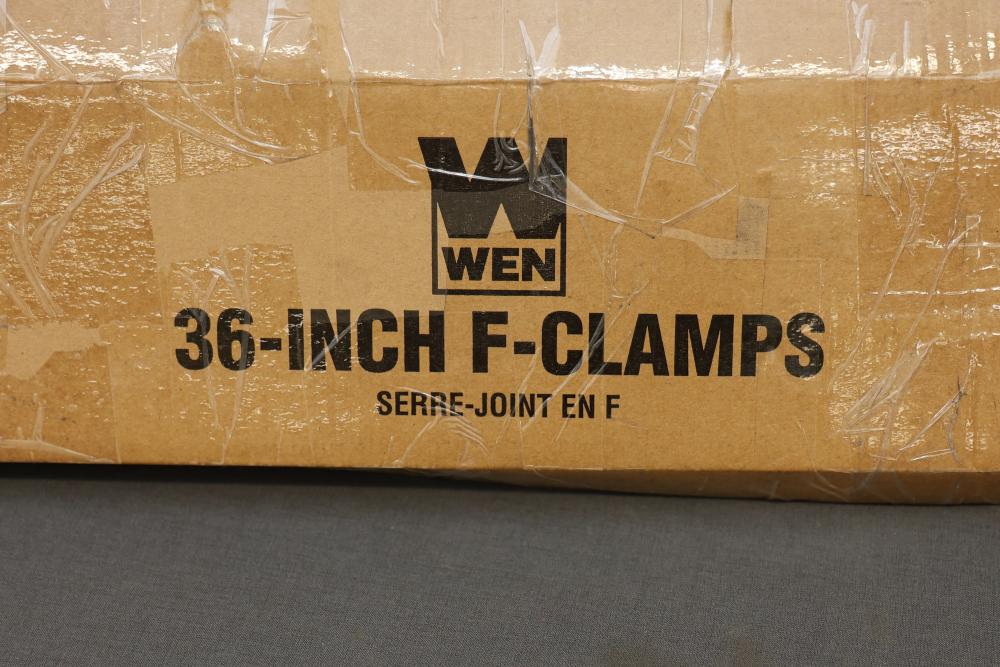 WEN
36-INCH F-CLAMPS
SERRE-JOINT EN F